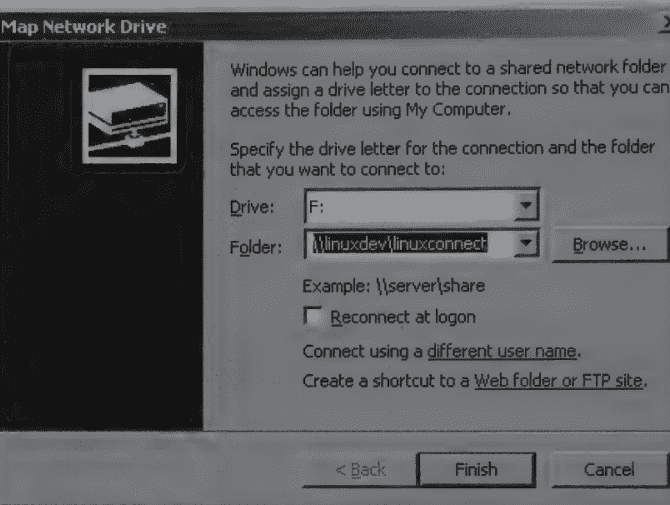 Map Network Drive
Windows can help you connect to a shared network folder
and assign a drive letter to the connection so that you can
access the folder using My Computer.
Specify the drive letter for the connection and the folder
that you want to connect to:
Drive: F:
Folder: \\linuxdev\linuxconnect Browse...
Example: \\server\share
Reconnect at logon
Connect using a different user name.
Create a shortcut to a Web folder or FTP site.
< Back Finish Cancel